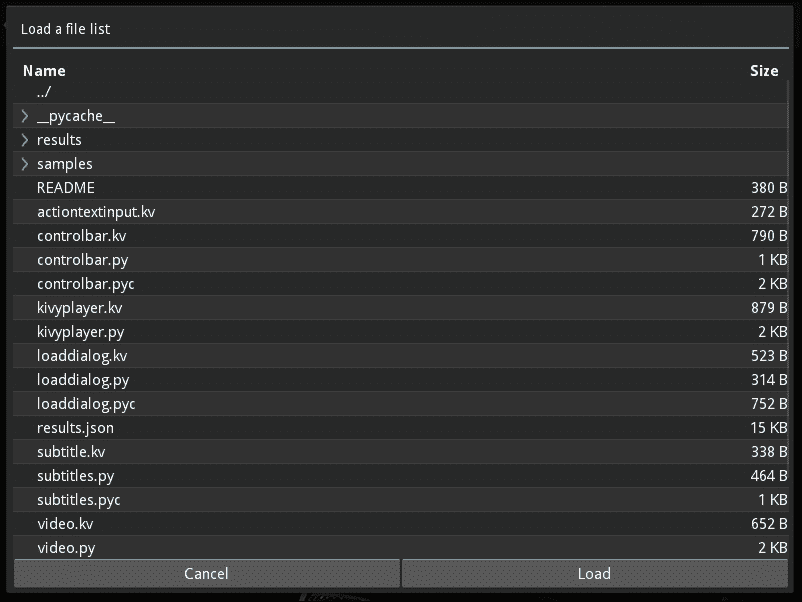 Load a file list
Name Size
../
__pycache__
results
samples
README 380 B
actiontextinput.kv 272 B
controlbar.kv 790 B
controlbar.py 1 KB
controlbar.pyc 2 KB
kivyplayer.kv 879 B
kivyplayer.py 2 KB
loaddialog.kv 523 B
loaddialog.py 314 B
loaddialog.pyc 752 B
results.json 15 KB
subtitle.kv 338 B
subtitles.py 464 B
subtitles.pyc 1 KB
video.kv 652 B
video.py 2 KB
Cancel Load